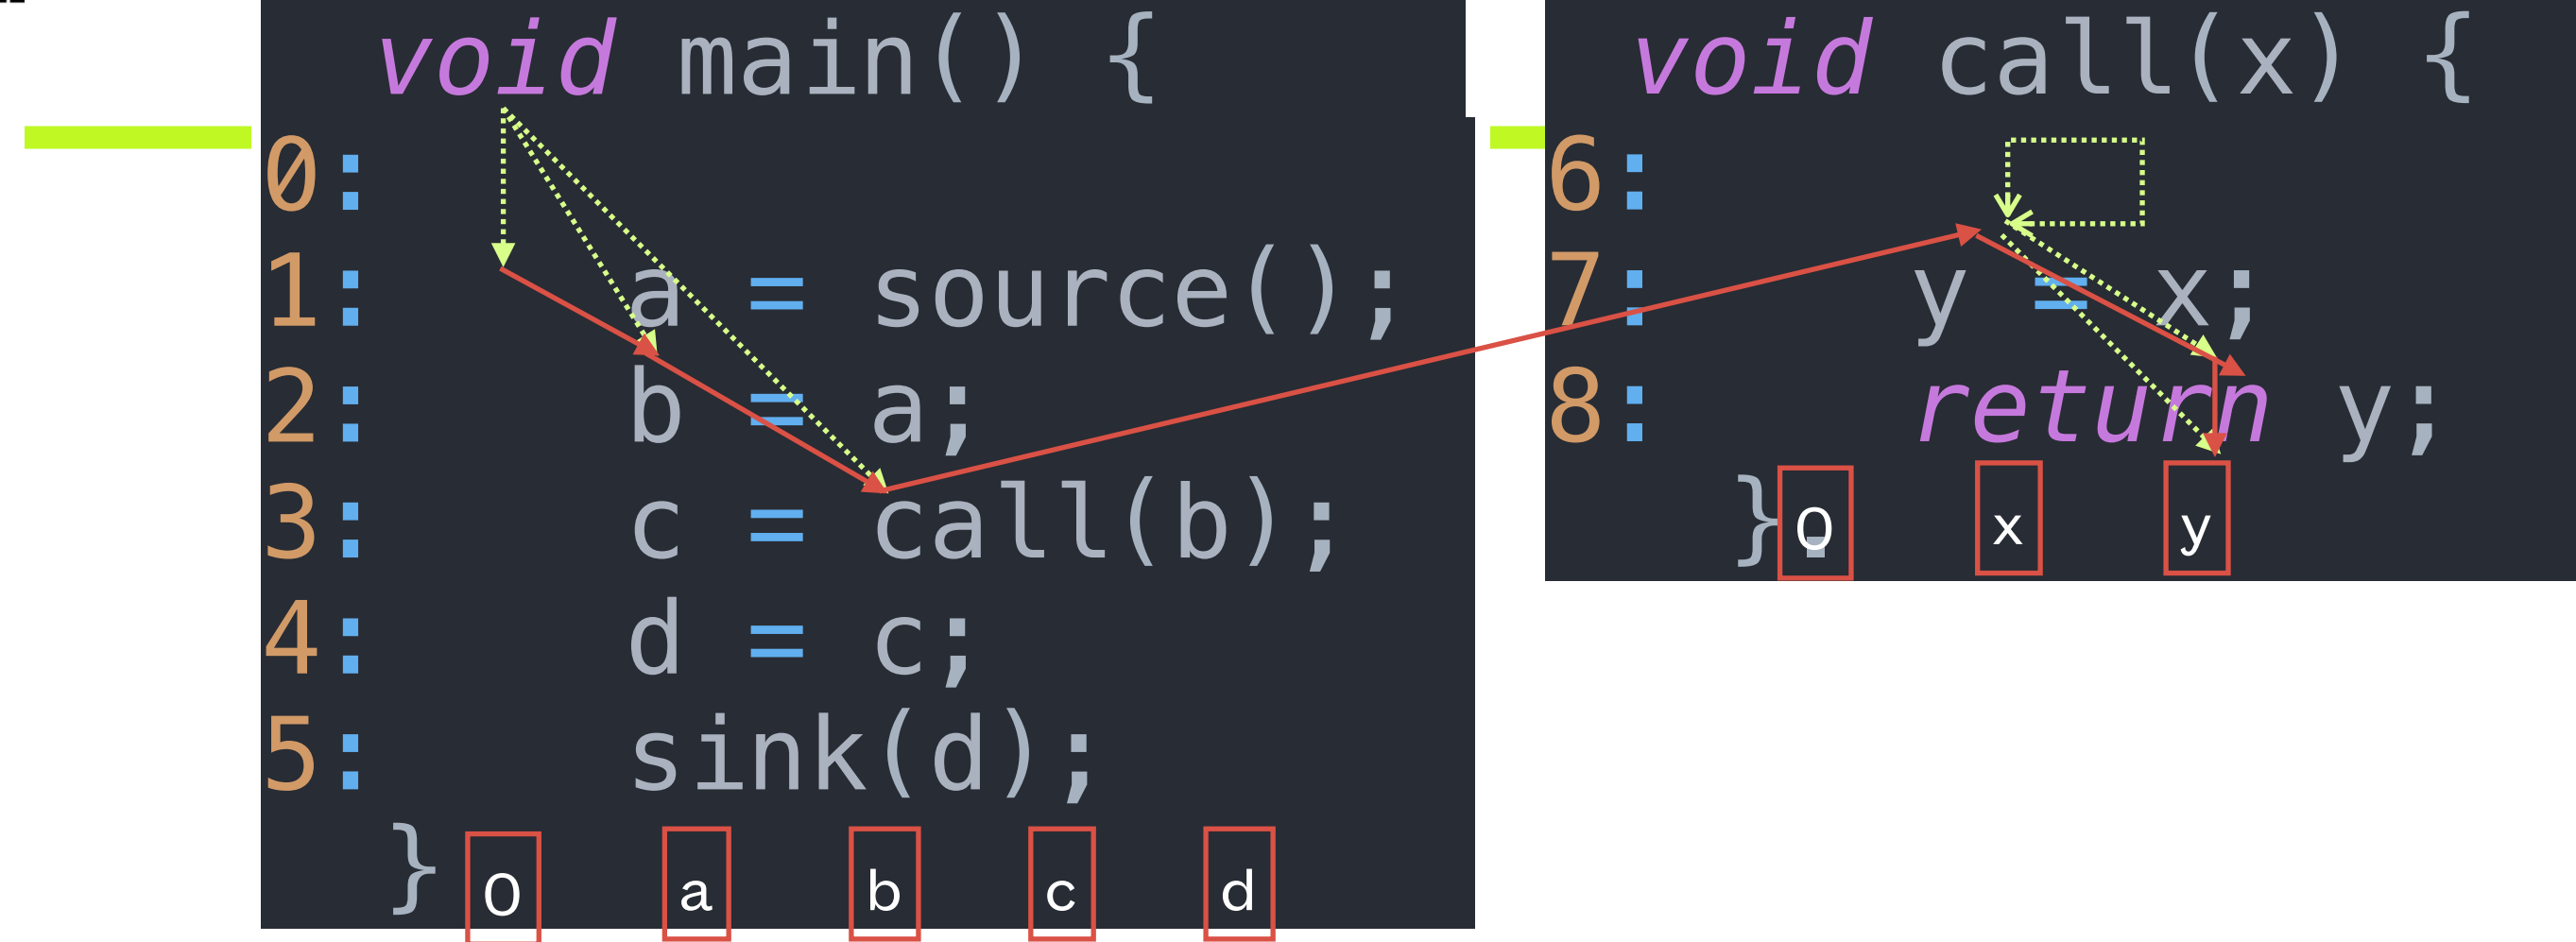 void main() {
0:
1: a = source();
2: b = a;
3: c = call(b);
4: d = c;
5: sink(d);
}
0 a b c d
void call(x) {
6:
7: y = x;
8: return y;
}
0 x y